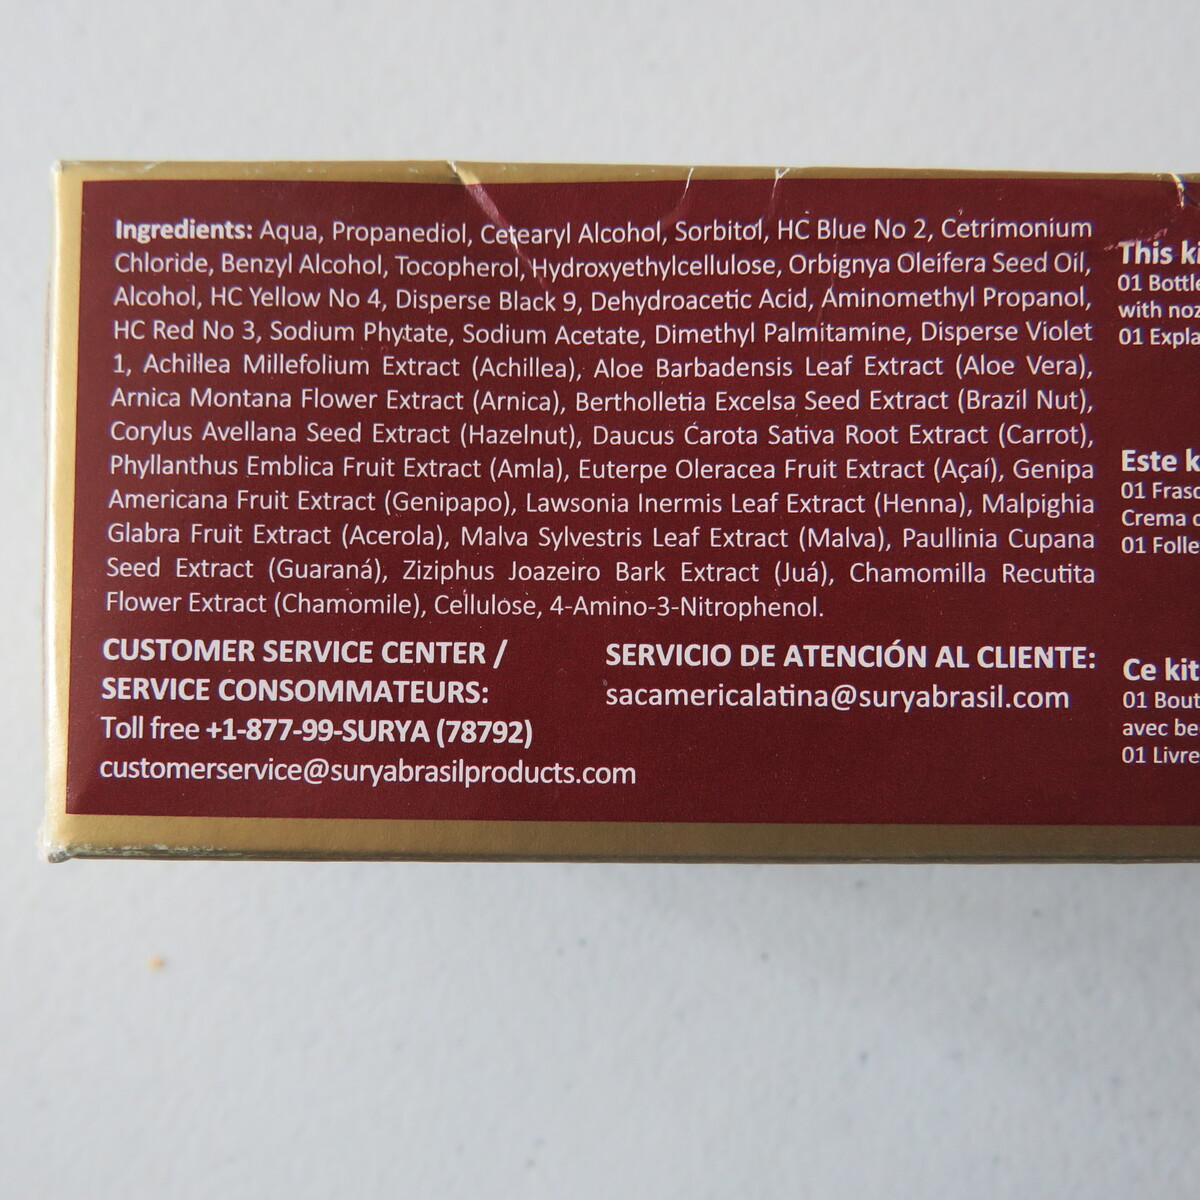 Ingredients: Aqua, Propanediol, Cetearyl Alcohol, Sorbitol, HC Blue No 2, Cetrimonium
Chloride, Benzyl Alcohol, Tocopherol, Hydroxyethylcellulose, Orbignya Oleifera Seed Oil,
Alcohol, HC Yellow No 4, Disperse Black 9, Dehydroacetic Acid, Aminomethyl Propanol,
HC Red No 3, Sodium Phytate, Sodium Acetate, Dimethyl Palmitamine, Disperse Violet
1, Achillea Millefolium Extract (Achillea), Aloe Barbadensis Leaf Extract (Aloe Vera),
Arnica Montana Flower Extract (Arnica), Bertholletia Excelsa Seed Extract (Brazil Nut),
Corylus Avellana Seed Extract (Hazelnut), Daucus Carota Sativa Root Extract (Carrot),
Phyllanthus Emblica Fruit Extract (Amla), Euterpe Oleracea Fruit Extract (Açaí), Genipa
Americana Fruit Extract (Genipapo), Lawsonia Inermis Leaf Extract (Henna), Malpighia
Glabra Fruit Extract (Acerola), Malva Sylvestris Leaf Extract (Malva), Paullinia Cupana
Seed Extract (Guaraná), Ziziphus Joazeiro Bark Extract (Juá), Chamomilla Recutita
Flower Extract (Chamomile), Cellulose, 4-Amino-3-Nitrophenol.
CUSTOMER SERVICE CENTER /
SERVICE CONSOMMATEURS:
Toll free +1-877-99-SURYA (78792)
customerservice@suryabrasilproducts.com
SERVICIO DE ATENCIÓN AL CLIENTE:
sacamericalatina@suryabrasil.com
This
01
with
01
Este
01
Crema
01
Ce kit
01
avec
01